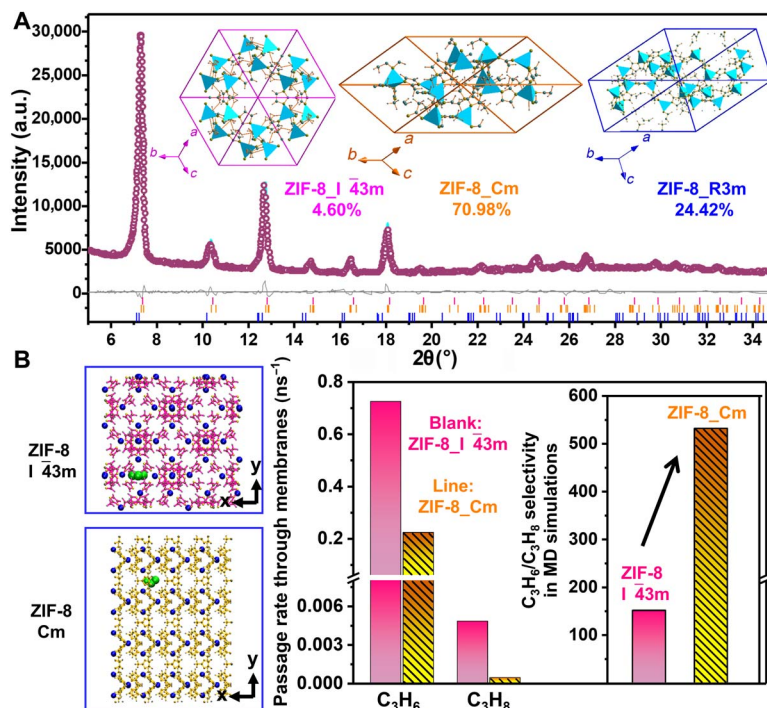 A
Intensity (a.u.)
30,000
25,000
20,000
15,000
10,000
5000
0
a
b
c
ZIF-8_I 4̄3m
4.60%
a
b
c
ZIF-8_Cm
70.98%
a
b
c
ZIF-8_R3m
24.42%
6 8 10 12 14 16 18 20 22 24 26 28 30 32 34
2θ(°)
B
ZIF-8
I 4̄3m
y
x
ZIF-8
Cm
y
x
Passage rate through membranes (ns⁻¹)
0.8
0.6
0.4
0.2
0.006
0.003
0.000
Blank:
ZIF-8_I 4̄3m
Line:
ZIF-8_Cm
C₃H₆ C₃H₈
C₃H₆/C₃H₈ selectivity
in MD simulations
600
500
400
300
200
150
100
50
0
ZIF-8_Cm
ZIF-8
I 4̄3m